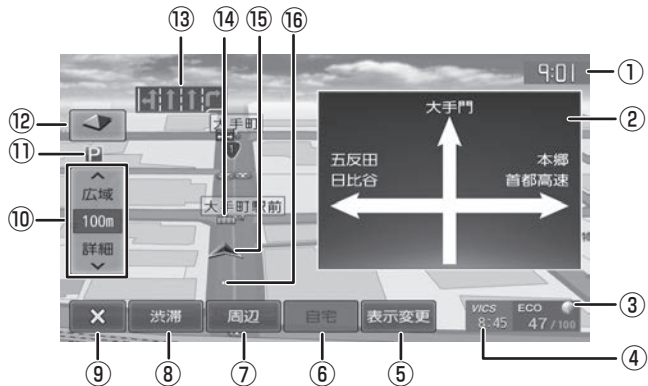 ⑬ ⑭ ⑮ ⑯
9:01 ①
大手門 ②
⑫
大手町
⑪ P
1
五反田 本郷
日比谷 首都高速
広域
⑩ 100m
大手町駅前
詳細
VICS ECO ③
8:45 47/100
× 渋滞 周辺 自宅 表示変更
④
⑨ ⑧ ⑦ ⑥ ⑤